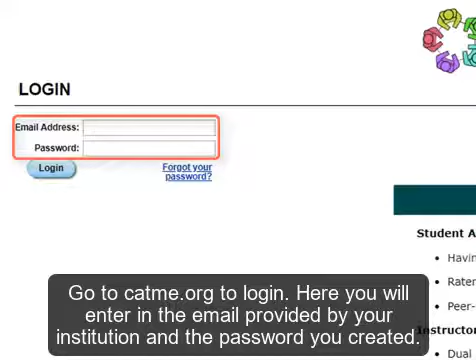 LOGIN
Email Address:
Password:
Login
Forgot your
password?
Student A
• Havin
• Rater
• Peer-
Instructor
• Default
Go to catme.org to login. Here you will
enter in the email provided by your
institution and the password you created.